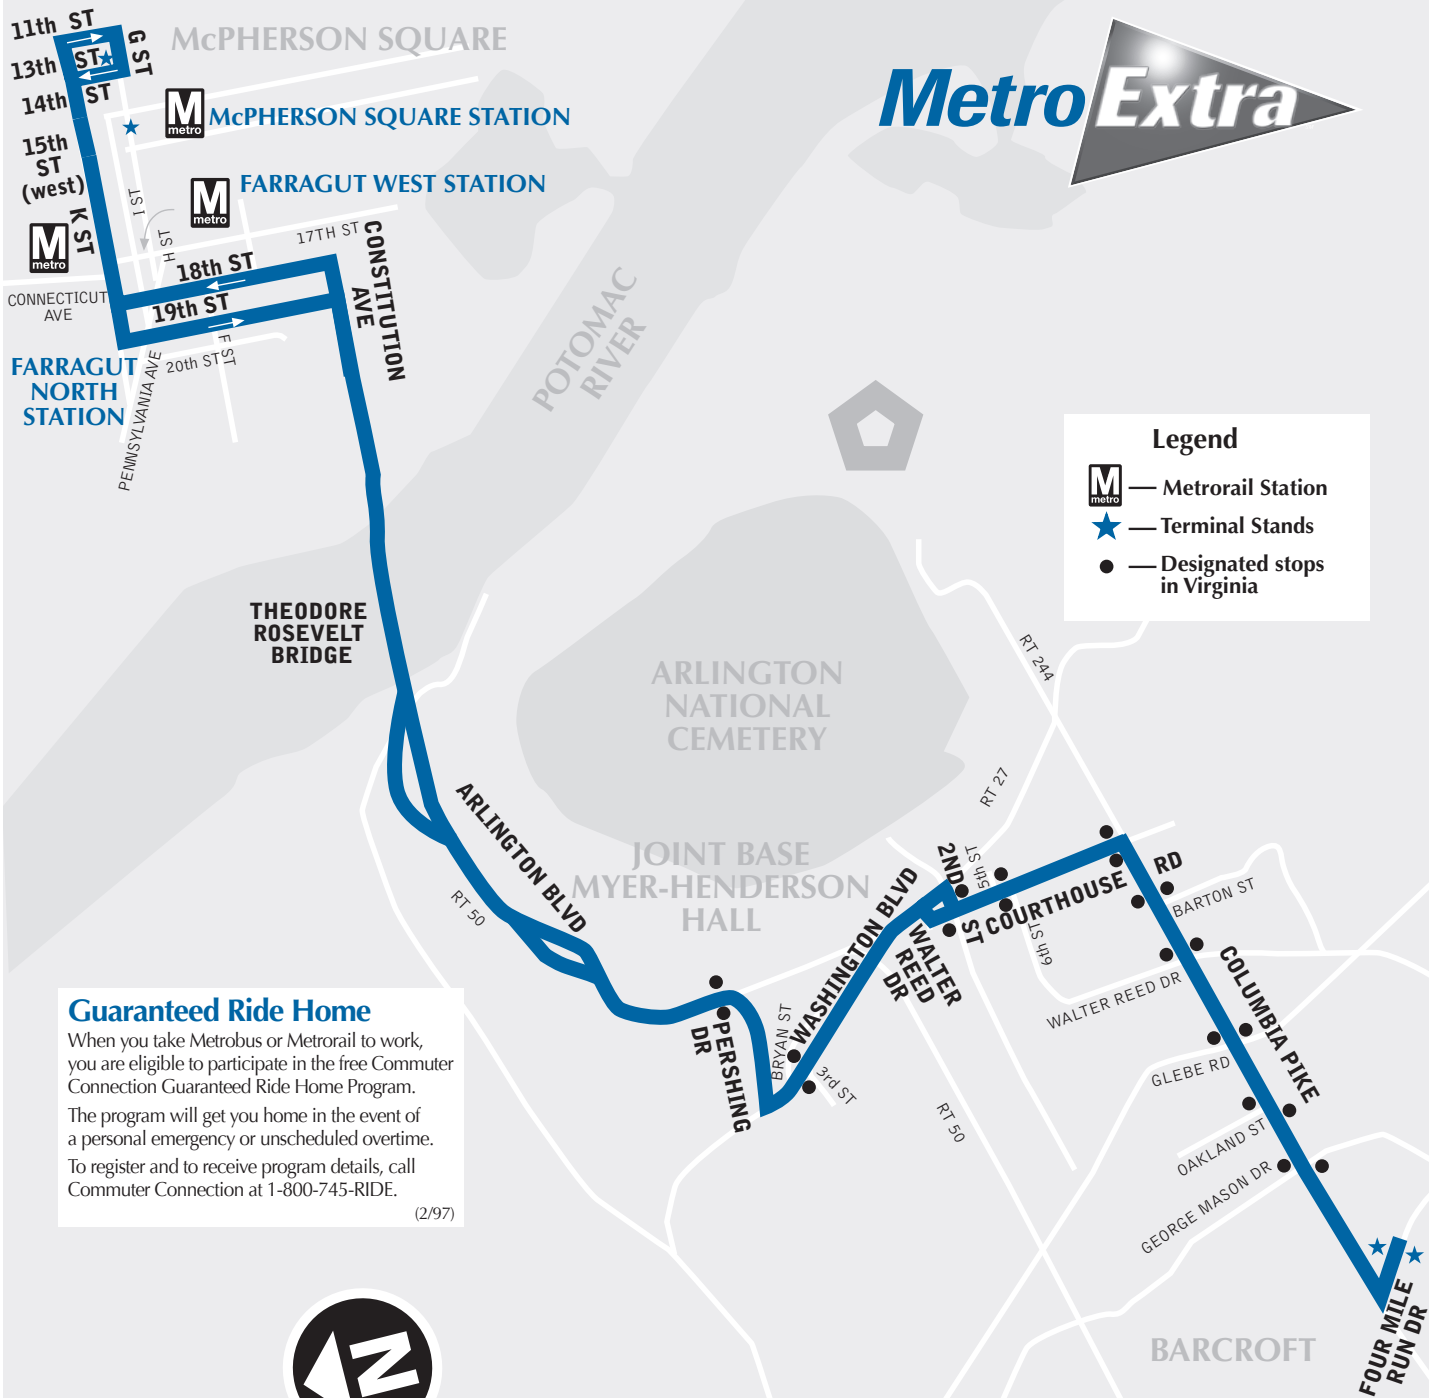 11th ST
13th ST
14th ST
15th
ST
(west)
G ST
K ST
McPHERSON SQUARE
M
metro
McPHERSON SQUARE STATION
M
metro
FARRAGUT WEST STATION
M
metro
I ST
H ST
17TH ST
18th ST
19th ST
20th ST
F ST
CONNECTICUT
AVE
CONSTITUTION
AVE
FARRAGUT
NORTH
STATION
PENNSYLVANIA AVE
MetroExtra
POTOMAC
RIVER
Legend
M
metro
— Metrorail Station
— Terminal Stands
— Designated stops
in Virginia
THEODORE
ROSEVELT
BRIDGE
ARLINGTON
NATIONAL
CEMETERY
RT 244
RT 27
ARLINGTON BLVD
RT 50
JOINT BASE
MYER-HENDERSON
HALL
WASHINGTON BLVD
2ND
ST
5th ST
6th ST
COURTHOUSE RD
BARTON ST
WALTER
REED
DR
WALTER REED DR
COLUMBIA PIKE
GLEBE RD
OAKLAND ST
GEORGE MASON DR
PERSHING
DR
BRYAN ST
3rd ST
RT 50
Guaranteed Ride Home
When you take Metrobus or Metrorail to work,
you are eligible to participate in the free Commuter
Connection Guaranteed Ride Home Program.
The program will get you home in the event of
a personal emergency or unscheduled overtime.
To register and to receive program details, call
Commuter Connection at 1-800-745-RIDE.
(2/97)
N
BARCROFT
FOUR MILE
RUN DR